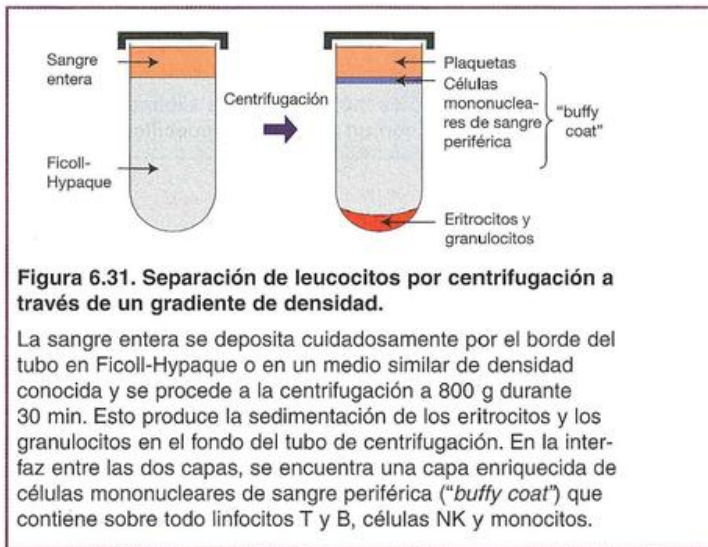 Sangre
entera
Ficoll-
Hypaque
Centrifugación
Plaquetas
Células
mononuclea-
res de sangre
periférica
"buffy
coat"
Eritrocitos y
granulocitos
Figura 6.31. Separación de leucocitos por centrifugación a
través de un gradiente de densidad.
La sangre entera se deposita cuidadosamente por el borde del
tubo en Ficoll-Hypaque o en un medio similar de densidad
conocida y se procede a la centrifugación a 800 g durante
30 min. Esto produce la sedimentación de los eritrocitos y los
granulocitos en el fondo del tubo de centrifugación. En la inter-
faz entre las dos capas, se encuentra una capa enriquecida de
células mononucleares de sangre periférica ("buffy coat") que
contiene sobre todo linfocitos T y B, células NK y monocitos.